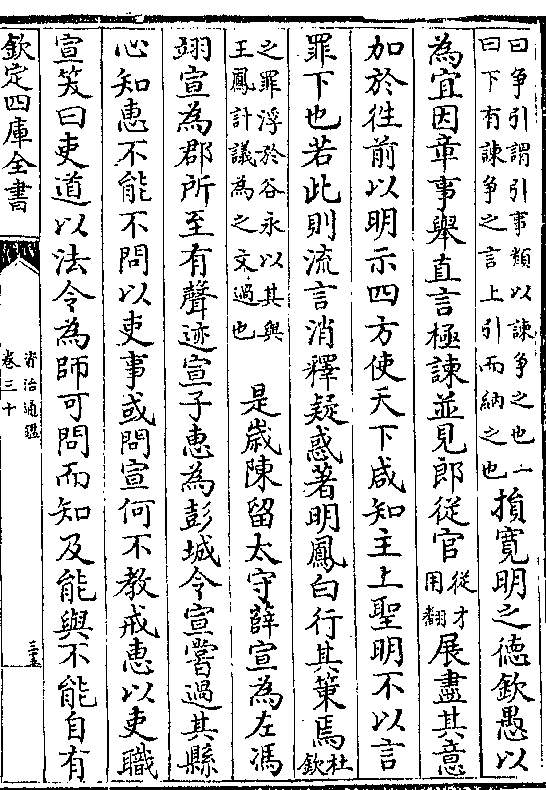 曰争引謂引事類以諫争之也一
曰下有諫争之言上引而納之也
損寛明之德欽愚以
為宜因章事舉直言極諫並見郎從官
從才
用翻
展盡其意
加於徃前以明示四方使天下咸知主上聖明不以言
罪下也若此則流言消釋疑惑著明鳳白行其策焉
杜
欽
之罪浮於谷永以其與
王鳳計議為之文過也
是歳陳留太守薛宣為左馮
翊宣為郡所至有聲迹宣子惠為彭城令宣嘗過其縣
心知惠不能不問以吏事或問宣何不教戒惠以吏職
宣笑曰吏道以法令為師可問而知及能與不能自有
欽定四庫全書
資治通鑑
卷三十